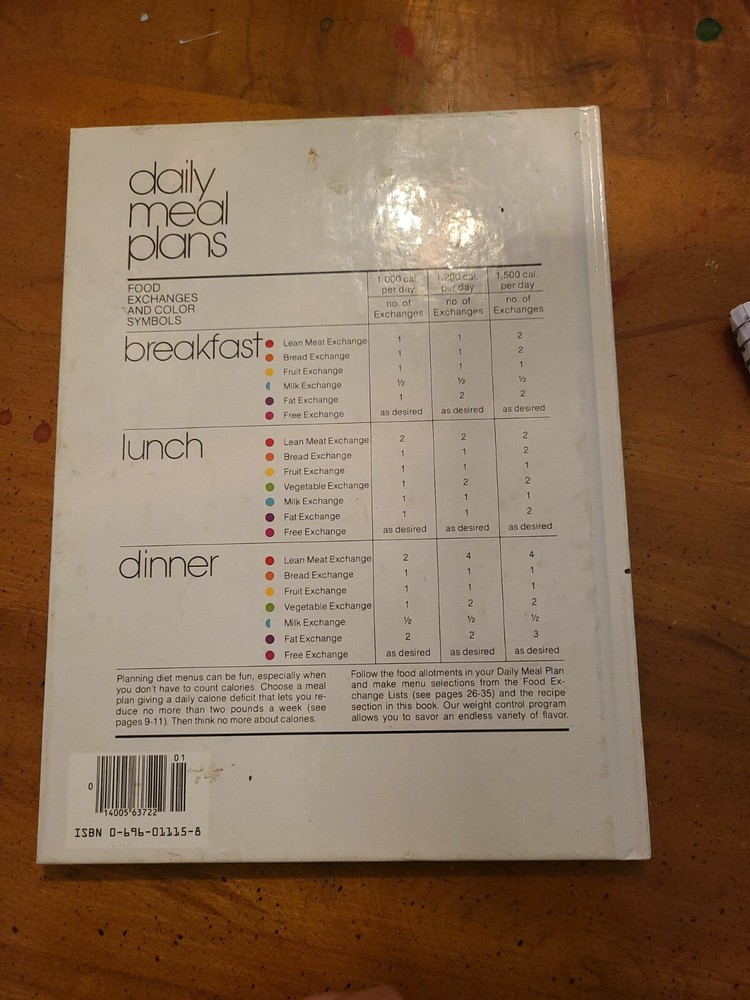 daily
meal
plans
FOOD
EXCHANGES
AND COLOR
SYMBOLS
1,000 cal.
per day
1,200 cal.
per day
1,500 cal.
per day
no. of
Exchanges
no. of
Exchanges
no. of
Exchanges
breakfast
Lean Meat Exchange 1 1 2
Bread Exchange 1 1 2
Fruit Exchange 1 1 1
Milk Exchange ½ ½ ½
Fat Exchange 1 2 2
Free Exchange as desired as desired as desired
lunch
Lean Meat Exchange 2 2 2
Bread Exchange 1 1 2
Fruit Exchange 1 1 1
Vegetable Exchange 1 2 2
Milk Exchange 1 1 1
Fat Exchange 1 1 2
Free Exchange as desired as desired as desired
dinner
Lean Meat Exchange 2 4 4
Bread Exchange 1 1 1
Fruit Exchange 1 1 1
Vegetable Exchange 1 2 2
Milk Exchange ½ ½ ½
Fat Exchange 2 2 3
Free Exchange as desired as desired as desired
Planning diet menus can be fun, especially when
you don't have to count calories. Choose a meal
plan giving a daily calorie deficit that lets you re-
duce no more than two pounds a week (see
pages 9-11). Then think no more about calories.
Follow the food allotments in your Daily Meal Plan
and make menu selections from the Food Ex-
change Lists (see pages 26-35) and the recipe
section in this book. Our weight control program
allows you to savor an endless variety of flavor.
01
0
14005 63722
ISBN 0-696-01115-8